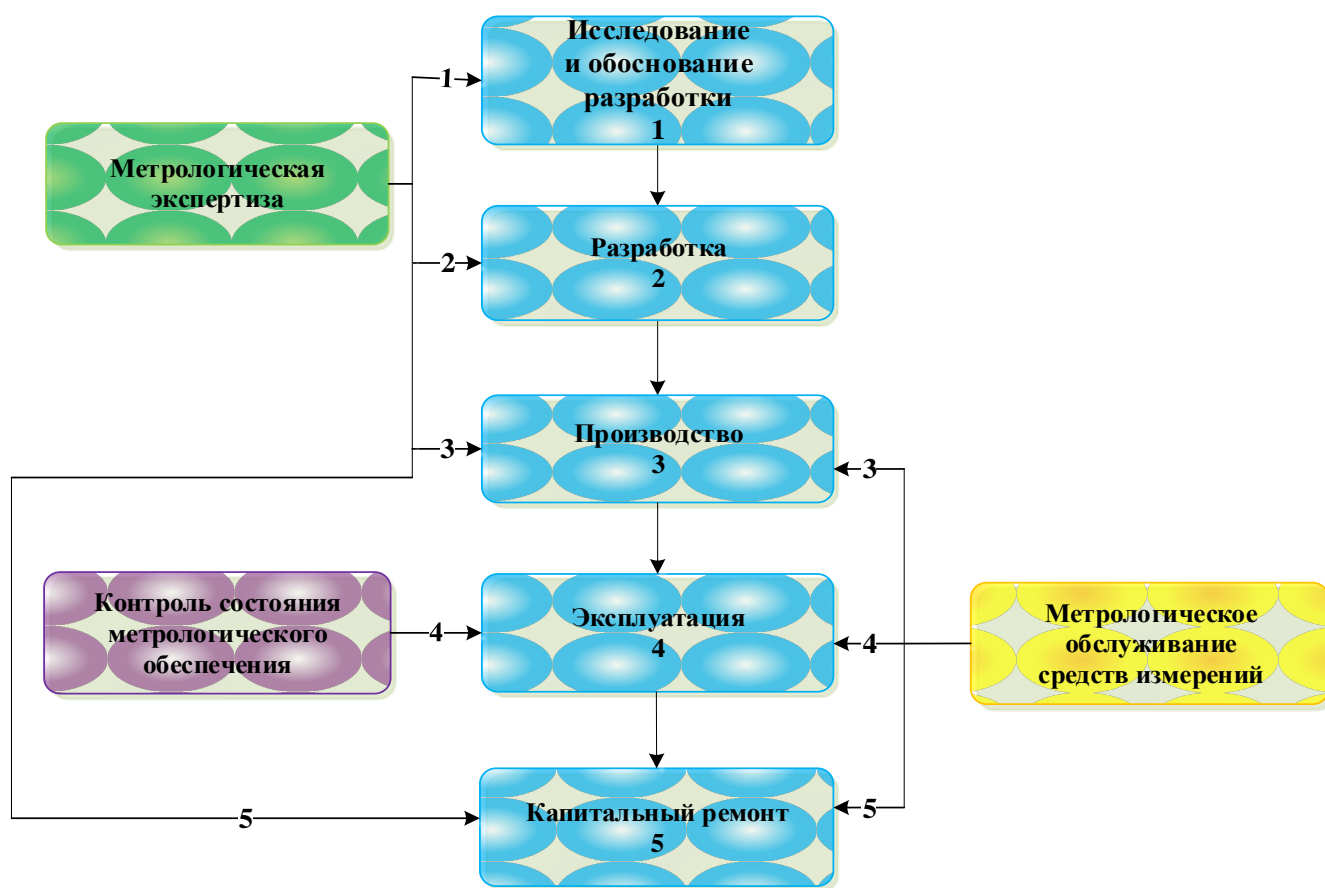 Исследование
и обоснование
разработки
1
1
Метрологическая
экспертиза
2
Разработка
2
3
Производство
3
3
Контроль состояния
метрологического
обеспечения
4
Эксплуатация
4
4
Метрологическое
обслуживание
средств измерений
5
Капитальный ремонт
5
5